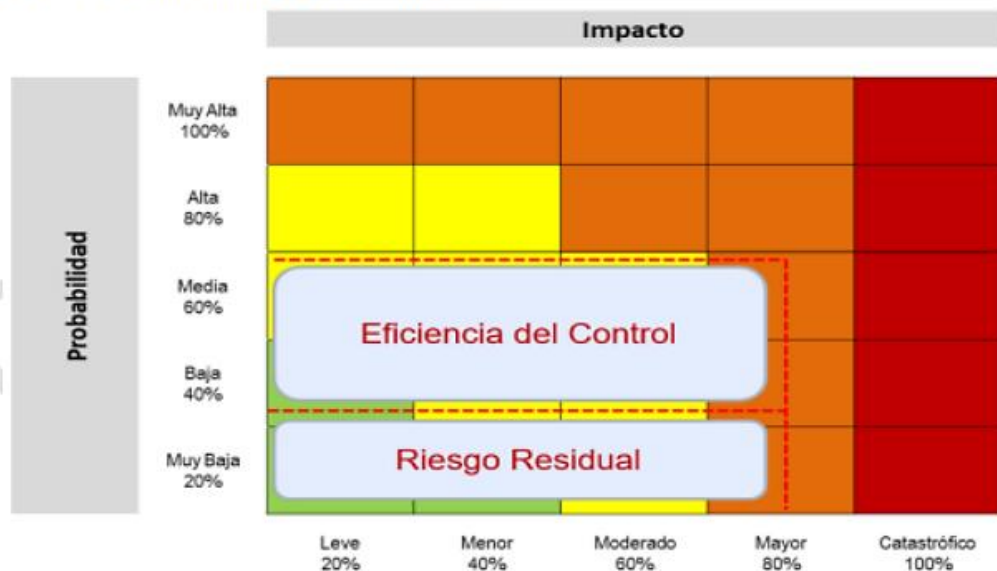 Impacto
Probabilidad
Muy Alta
100%
Alta
80%
Media
60%
Baja
40%
Muy Baja
20%
Eficiencia del Control
Riesgo Residual
Leve
20%
Menor
40%
Moderado
60%
Mayor
80%
Catastrófico
100%